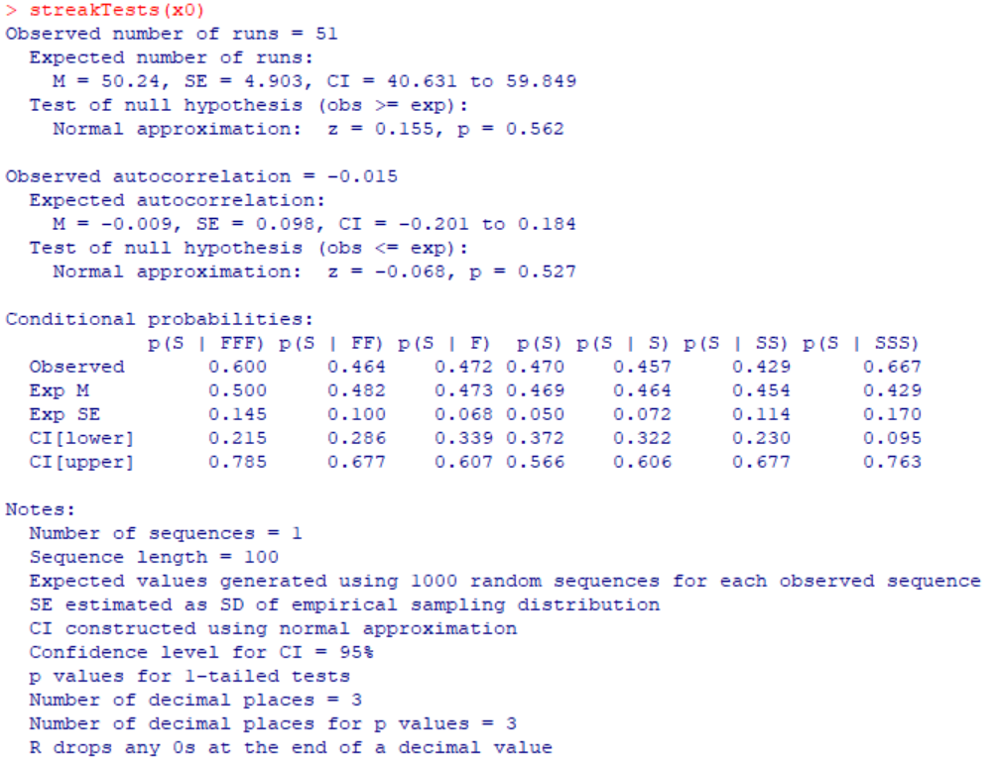 > streakTests(x0)
Observed number of runs = 51
  Expected number of runs:
    M = 50.24, SE = 4.903, CI = 40.631 to 59.849
  Test of null hypothesis (obs >= exp):
    Normal approximation:  z = 0.155, p = 0.562

Observed autocorrelation = -0.015
  Expected autocorrelation:
    M = -0.009, SE = 0.098, CI = -0.201 to 0.184
  Test of null hypothesis (obs <= exp):
    Normal approximation:  z = -0.068, p = 0.527

Conditional probabilities:
            p(S | FFF) p(S | FF) p(S | F)  p(S) p(S | S) p(S | SS) p(S | SSS)
  Observed       0.600     0.464    0.472 0.470    0.457     0.429      0.667
  Exp M          0.500     0.482    0.473 0.469    0.464     0.454      0.429
  Exp SE         0.145     0.100    0.068 0.050    0.072     0.114      0.170
  CI[lower]      0.215     0.286    0.339 0.372    0.322     0.230      0.095
  CI[upper]      0.785     0.677    0.607 0.566    0.606     0.677      0.763

Notes:
  Number of sequences = 1
  Sequence length = 100
  Expected values generated using 1000 random sequences for each observed sequence
  SE estimated as SD of empirical sampling distribution
  CI constructed using normal approximation
  Confidence level for CI = 95%
  p values for 1-tailed tests
  Number of decimal places = 3
  Number of decimal places for p values = 3
  R drops any 0s at the end of a decimal value